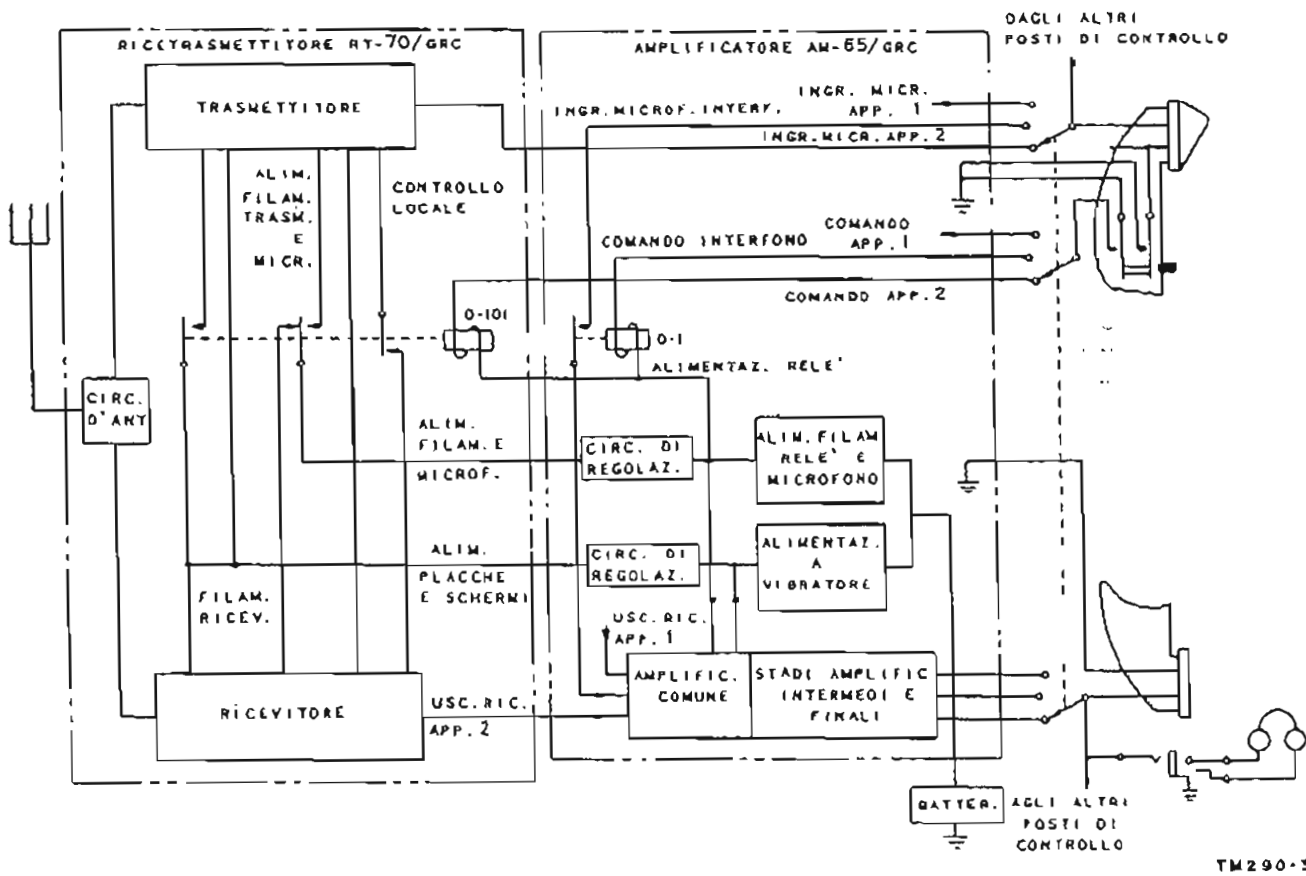 RICETRASMETTITORE RT-70/GRC
AMPLIFICATORE AM-65/GRC
DAGLI ALTRI
POSTI DI CONTROLLO
TRASMETTITORE
INGR. MICR.
APP. 1
INGR.MICROF.INTERF.
INGR.MICR.APP.2
ALIM.
FILAM.
TRASM.
E
MICR.
CONTROLLO
LOCALE
COMANDO
APP.1
COMANDO INTERFONO
COMANDO APP.2
O-101
O-1
ALIMENTAZ. RELE'
CIRC.
D'ANT
ALIM.
FILAM.E
MICROF.
CIRC. DI
REGOLAZ.
ALIM.FILAM
RELE' E
MICROFONO
ALIM.
PLACCHE
E SCHERMI
CIRC. DI
REGOLAZ.
ALIMENTAZ.
A
VIBRATORE
FILAM.
RICEV.
USC.RIC.
APP.1
AMPLIFIC.
COMUNE
STADI AMPLIFIC
INTERMEDI E
FINALI
RICEVITORE
USC.RIC.
APP.2
BATTER.
AGLI ALTRI
POSTI DI
CONTROLLO
TM290-3